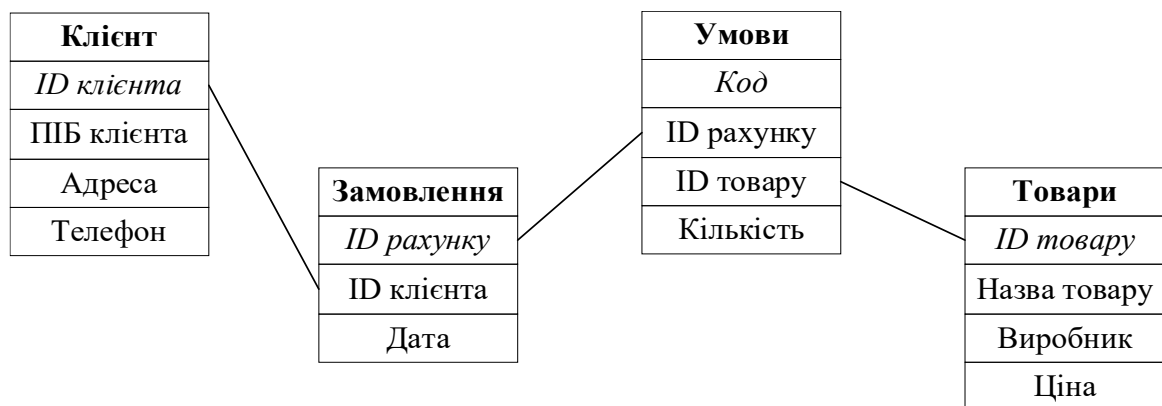 Клієнт
ID клієнта
ПІБ клієнта
Адреса
Телефон
Замовлення
ID рахунку
ID клієнта
Дата
Умови
Код
ID рахунку
ID товару
Кількість
Товари
ID товару
Назва товару
Виробник
Ціна